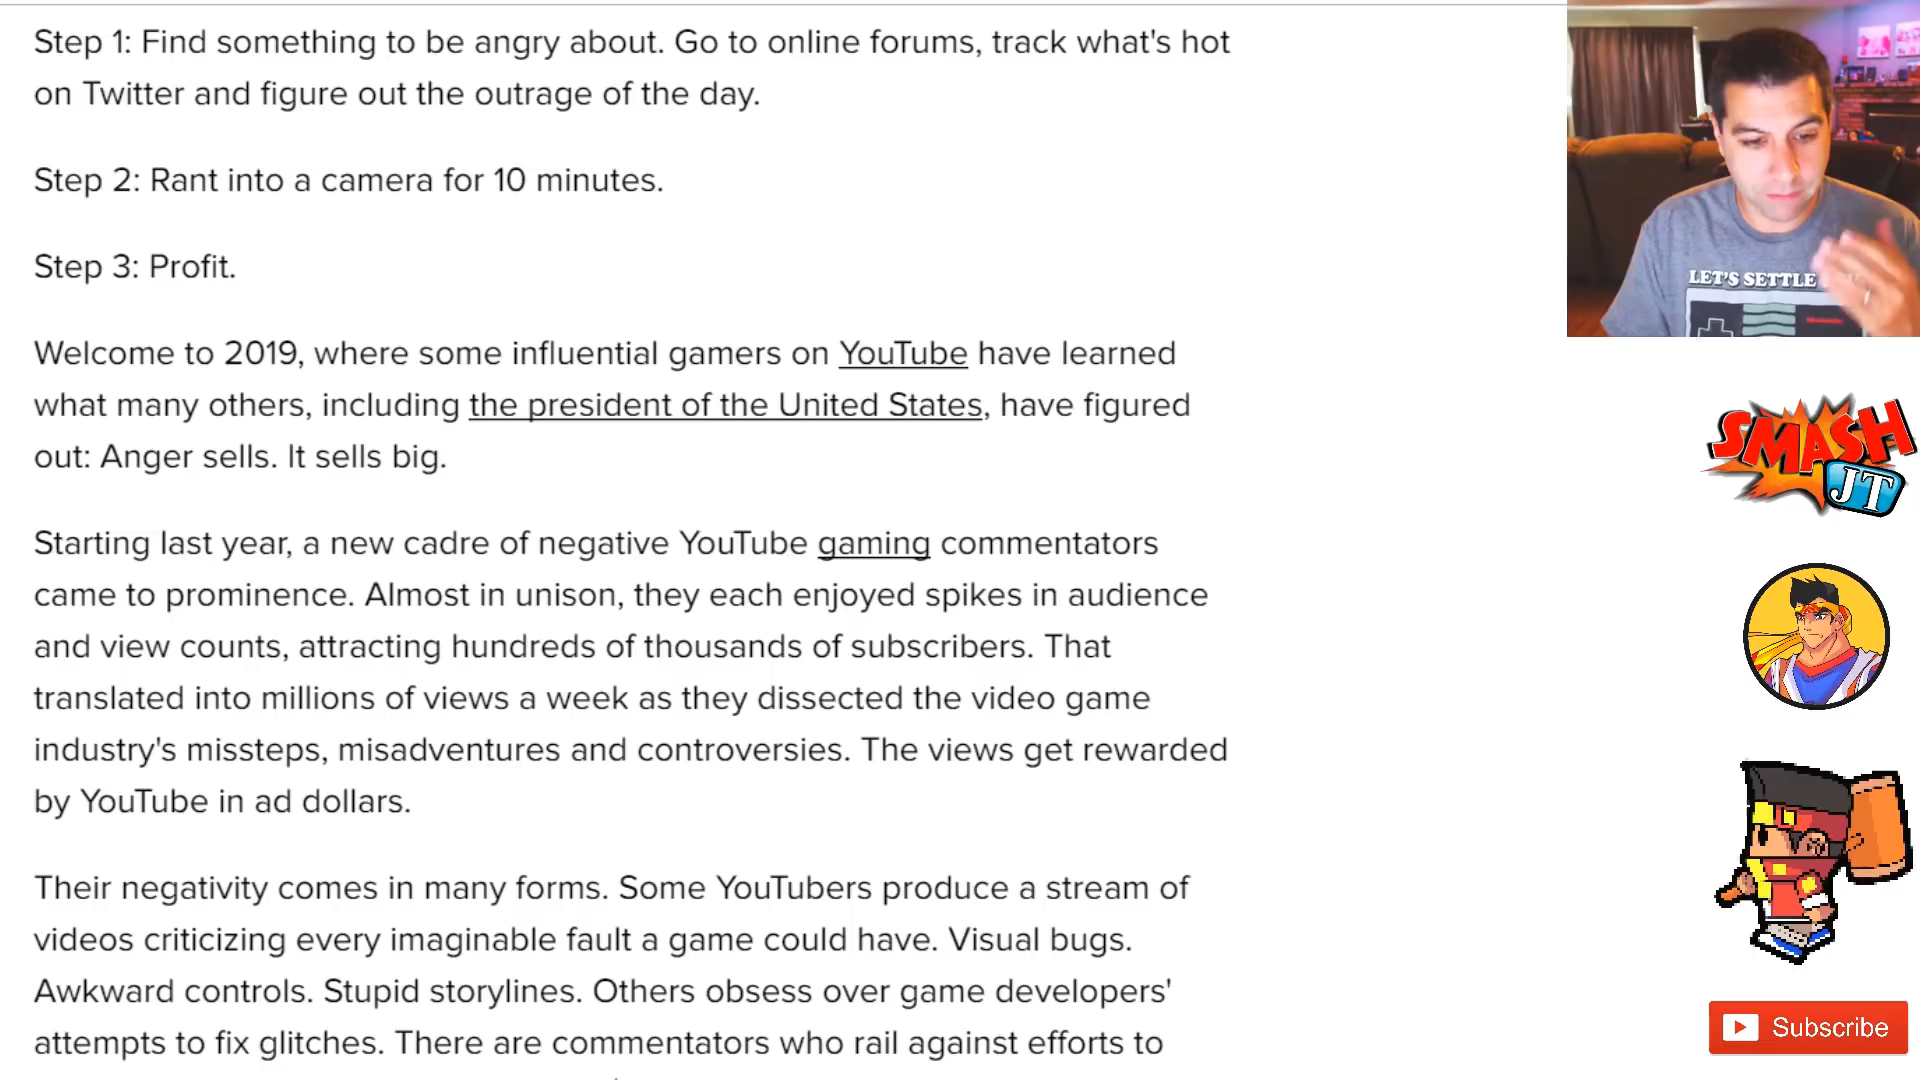 Step 1: Find something to be angry about. Go to online forums, track what's hot
on Twitter and figure out the outrage of the day.
Step 2: Rant into a camera for 10 minutes.
Step 3: Profit.
Welcome to 2019, where some influential gamers on YouTube have learned
what many others, including the president of the United States, have figured
out: Anger sells. It sells big.
Starting last year, a new cadre of negative YouTube gaming commentators
came to prominence. Almost in unison, they each enjoyed spikes in audience
and view counts, attracting hundreds of thousands of subscribers. That
translated into millions of views a week as they dissected the video game
industry's missteps, misadventures and controversies. The views get rewarded
by YouTube in ad dollars.
Their negativity comes in many forms. Some YouTubers produce a stream of
videos criticizing every imaginable fault a game could have. Visual bugs.
Awkward controls. Stupid storylines. Others obsess over game developers'
attempts to fix glitches. There are commentators who rail against efforts to
LET'S SETTLE
SMASH
JT
Subscribe